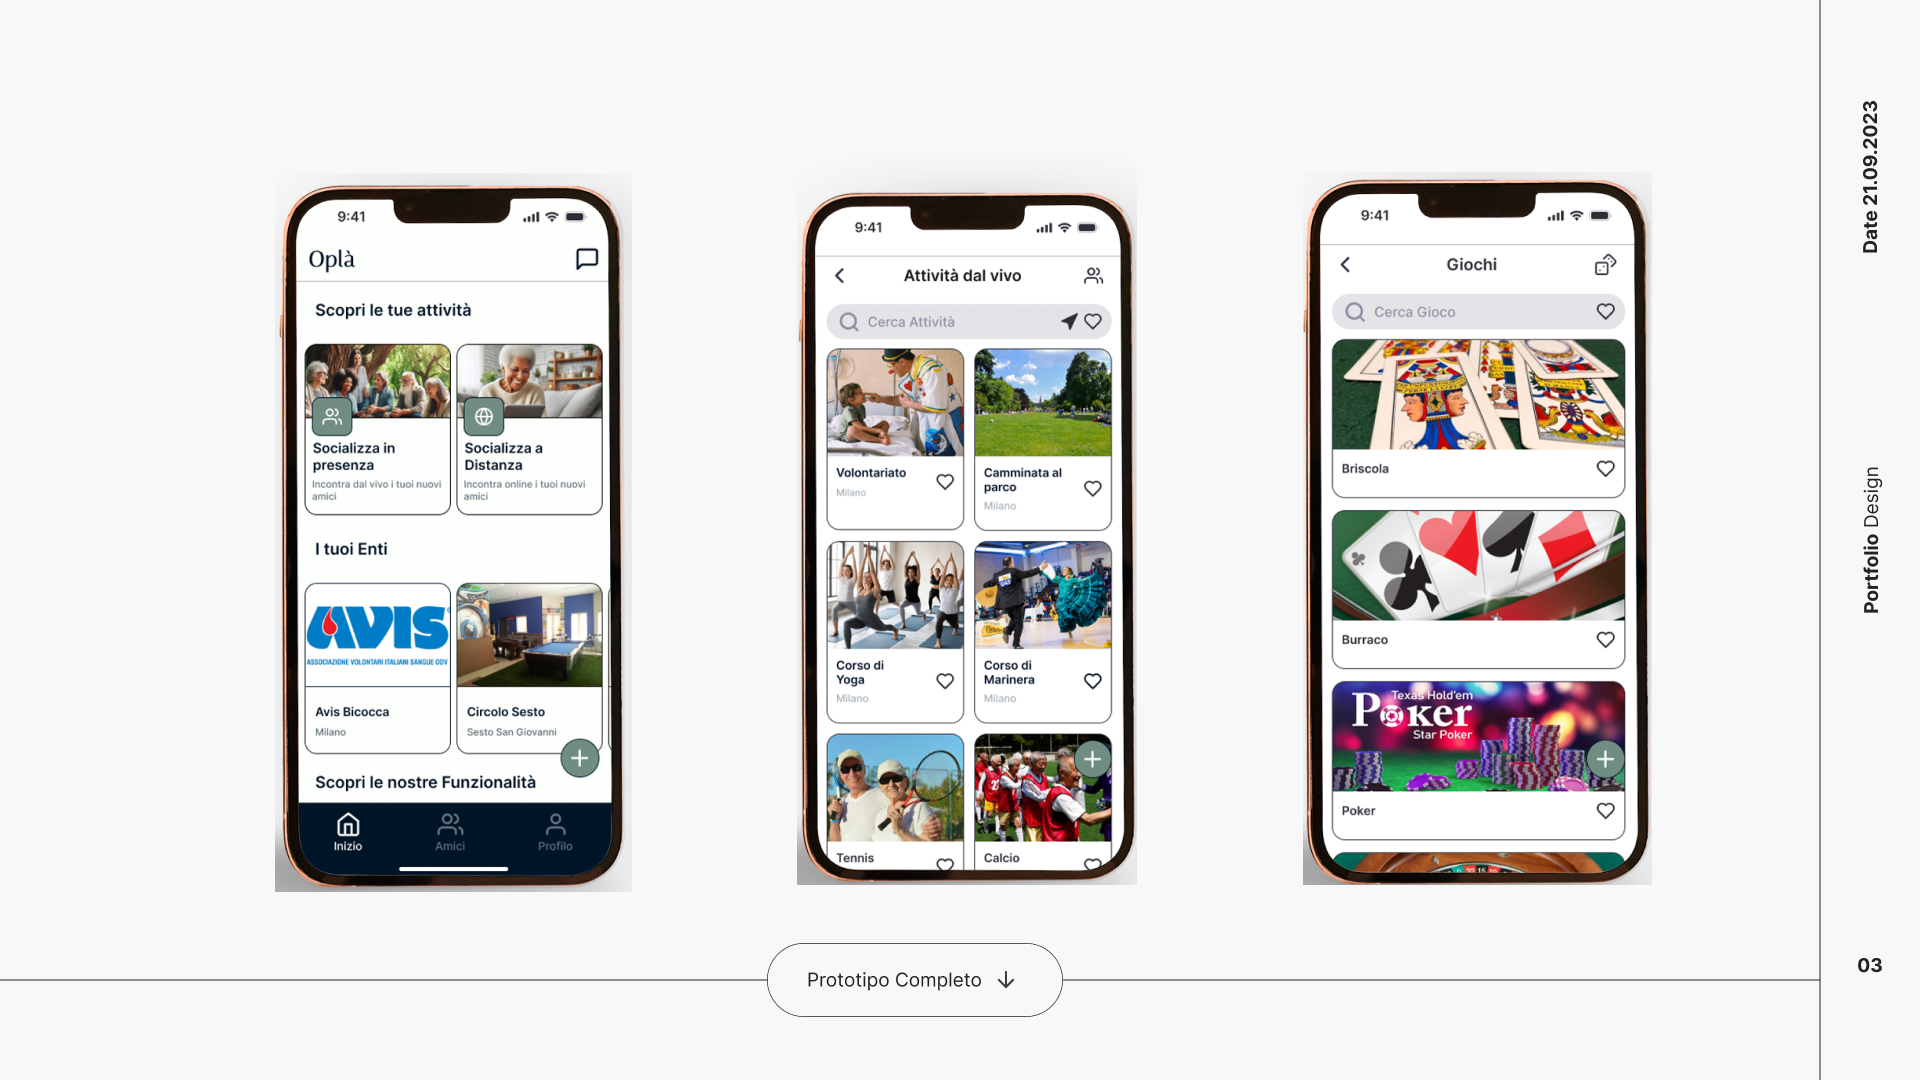 9:41
Oplà
Scopri le tue attività
Socializza in
presenza
Incontra dal vivo i tuoi nuovi
amici
Socializza a
Distanza
Incontra online i tuoi nuovi
amici
I tuoi Enti
AVIS
ASSOCIAZIONE VOLONTARI ITALIANI SANGUE ODV
Avis Bicocca
Milano
Circolo Sesto
Sesto San Giovanni
Scopri le nostre Funzionalità
Inizio
Amici
Profilo
9:41
Attività dal vivo
Cerca Attività
Volontariato
Milano
Camminata al
parco
Milano
Corso di
Yoga
Milano
Corso di
Marinera
Milano
Tennis
Calcio
9:41
Giochi
Cerca Gioco
Briscola
Burraco
Texas Hold'em
Poker
Star Poker
Poker
Prototipo Completo
Date 21.09.2023
Portfolio Design
03